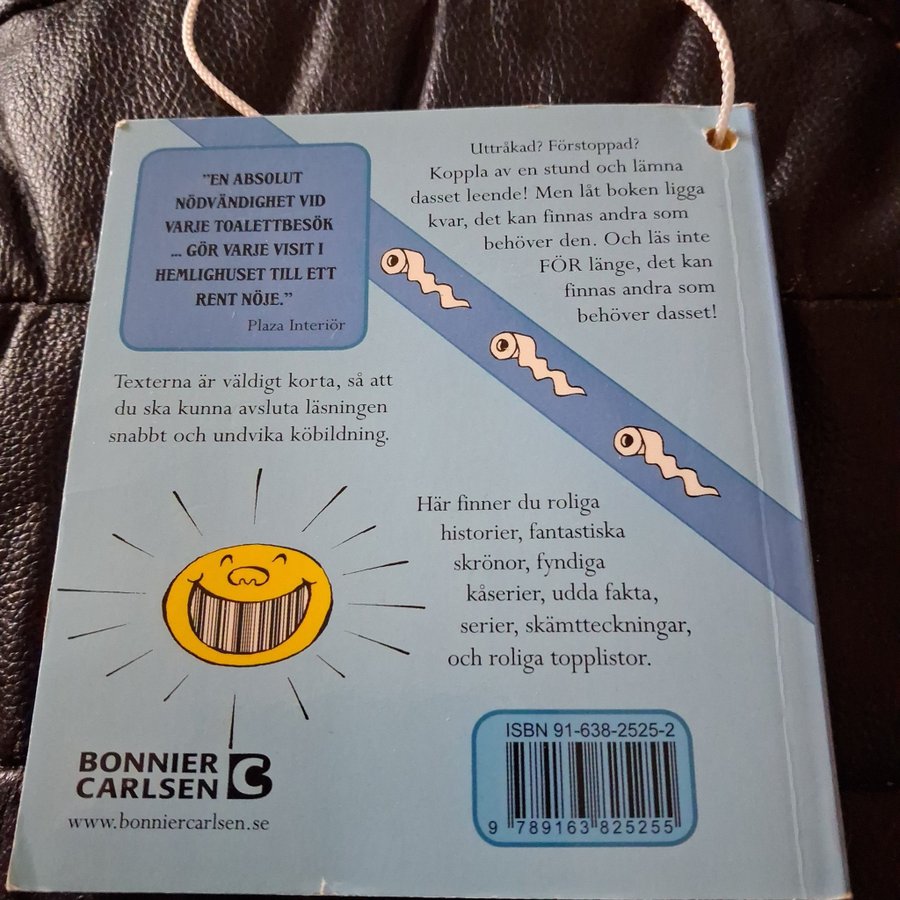 ”EN ABSOLUT
NÖDVÄNDIGHET VID
VARJE TOALETTBESÖK
... GÖR VARJE VISIT I
HEMLIGHUSET TILL ETT
RENT NÖJE.”
Plaza Interiör
Uttråkad? Förstoppad?
Koppla av en stund och lämna
dasset leende! Men låt boken ligga
kvar, det kan finnas andra som
behöver den. Och läs inte
FÖR länge, det kan
finnas andra som
behöver dasset!
Texterna är väldigt korta, så att
du ska kunna avsluta läsningen
snabbt och undvika köbildning.
Här finner du roliga
historier, fantastiska
skrönor, fyndiga
kåserier, udda fakta,
serier, skämtteckningar,
och roliga topplistor.
BONNIER
CARLSEN
www.bonniercarlsen.se
ISBN 91-638-2525-2
9 789163 825255